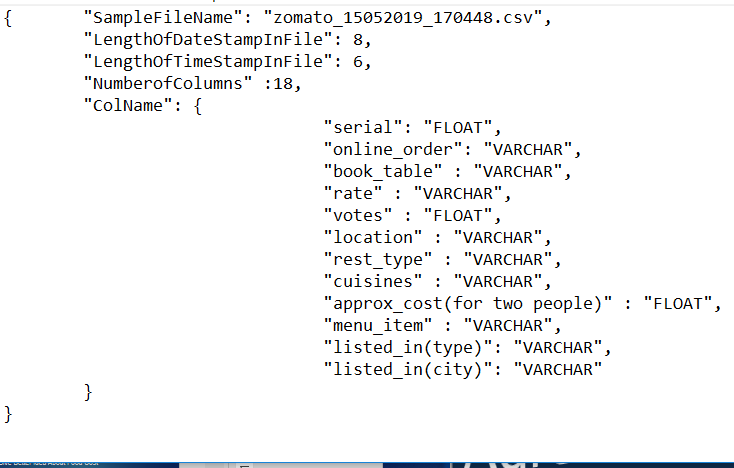 { "SampleFileName": "zomato_15052019_170448.csv",
"LengthOfDateStampInFile": 8,
"LengthOfTimeStampInFile": 6,
"NumberofColumns" :18,
"ColName": {
"serial": "FLOAT",
"online_order": "VARCHAR",
"book_table" : "VARCHAR",
"rate" : "VARCHAR",
"votes" : "FLOAT",
"location" : "VARCHAR",
"rest_type" : "VARCHAR",
"cuisines" : "VARCHAR",
"approx_cost(for two people)" : "FLOAT",
"menu_item" : "VARCHAR",
"listed_in(type)": "VARCHAR",
"listed_in(city)": "VARCHAR"
}
}